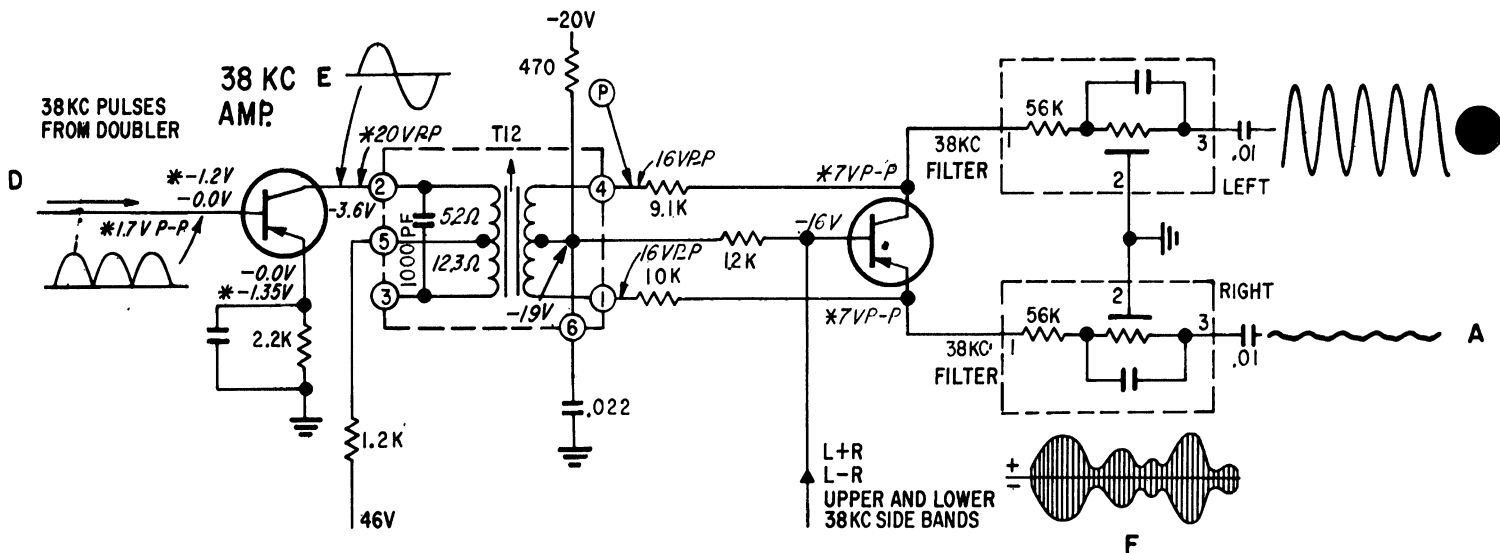 -20V
470
38 KC E
AMP.
38KC PULSES
FROM DOUBLER
*20VP.P
T12
P
16VP.P
*7VP-P
38KC
FILTER
56K
1
2
3
.01
LEFT
D
*-1.2V
-0.0V
*1.7V P-P.
2
-3.6V
5
3
1000PF
52Ω
12.3Ω
4
9.1K
-16V
1.2K
16VP.P
10K
1
-19V
6
-0.0V
*-1.35V
2.2K
*7VP-P
38KC
FILTER
1
56K
2
3
RIGHT
.01
A
.022
1.2K
46V
L+R
L-R
UPPER AND LOWER
38KC SIDE BANDS
+
-
F